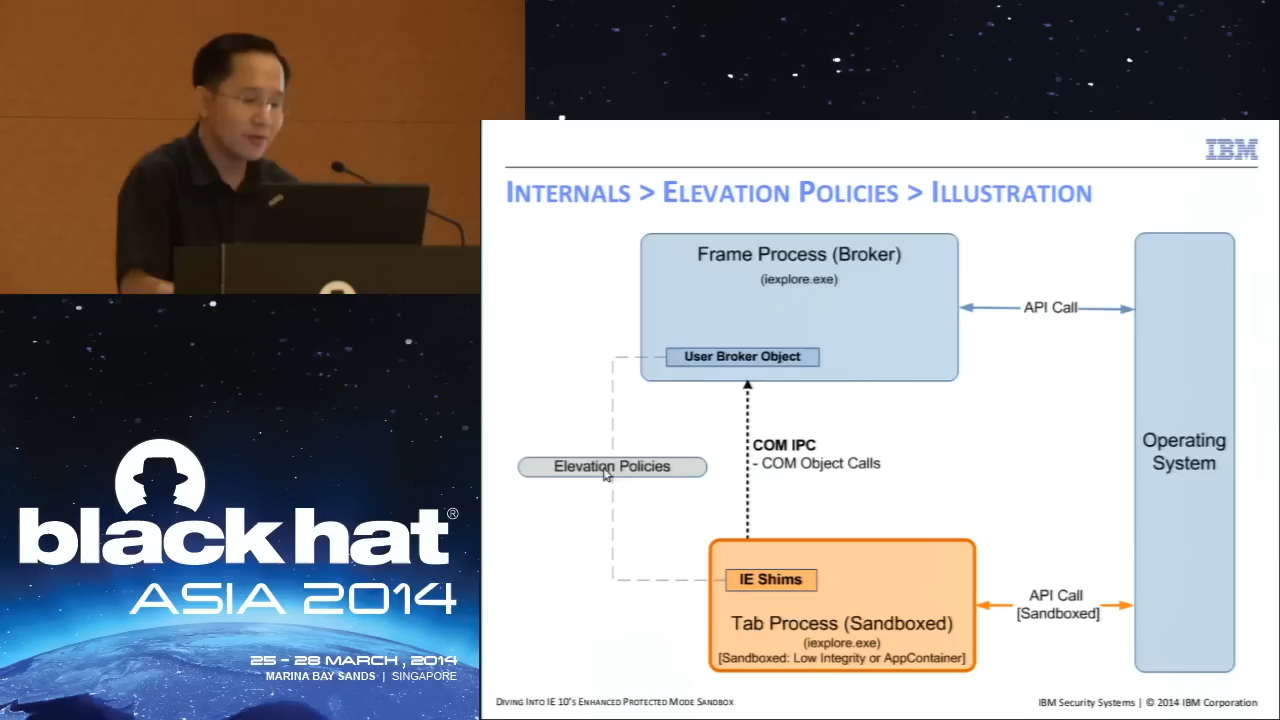 IBM
INTERNALS > ELEVATION POLICIES > ILLUSTRATION
Frame Process (Broker)
(iexplore.exe)
API Call
User Broker Object
Operating
System
COM IPC
- COM Object Calls
Elevation Policies
IE Shims
API Call
[Sandboxed]
Tab Process (Sandboxed)
(iexplore.exe)
[Sandboxed: Low Integrity or AppContainer]
DIVING INTO IE 10'S ENHANCED PROTECTED MODE SANDBOX
IBM Security Systems | © 2014 IBM Corporation
black hat®
ASIA 2014
25 - 28 MARCH, 2014
MARINA BAY SANDS | SINGAPORE